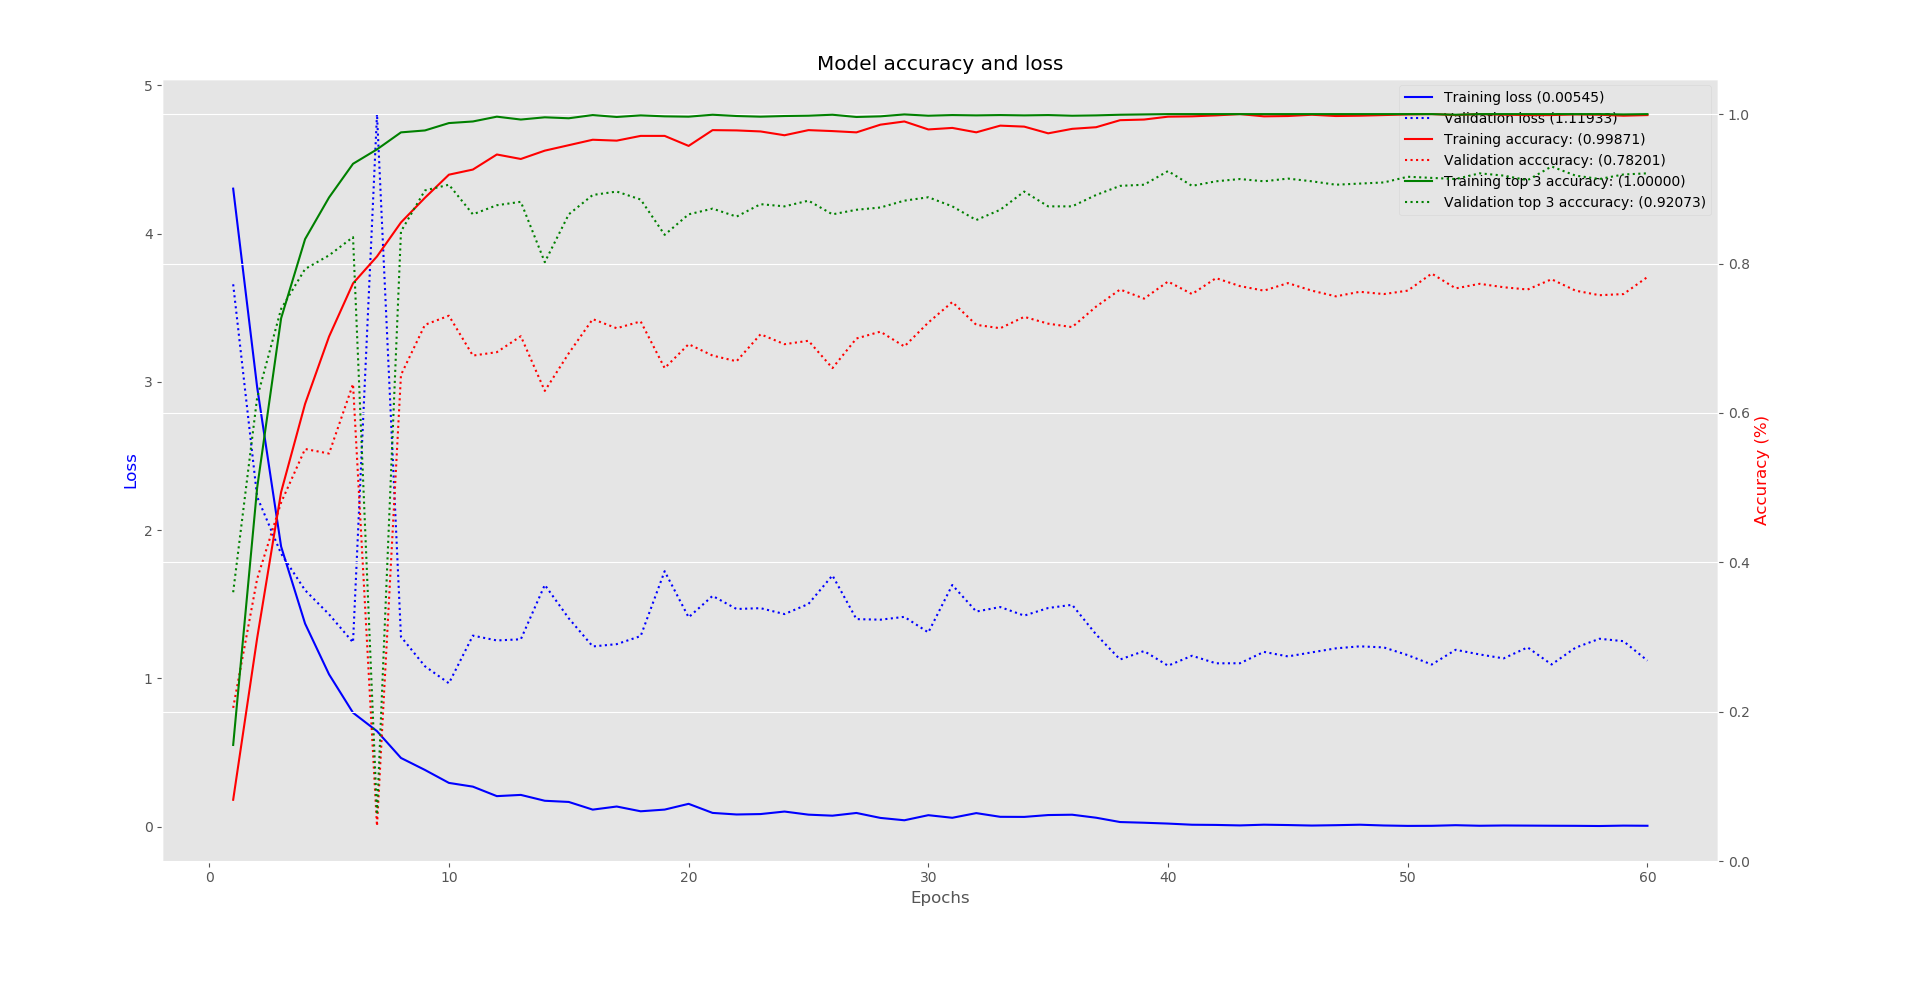 Model accuracy and loss
5
4
3
2
1
0
Loss
Training loss (0.00545)
Validation loss (1.11933)
Training accuracy: (0.99871)
Validation acccuracy: (0.78201)
Training top 3 accuracy: (1.00000)
Validation top 3 acccuracy: (0.92073)
1.0
0.8
0.6
0.4
0.2
0.0
Accuracy (%)
0 10 20 30 40 50 60
Epochs